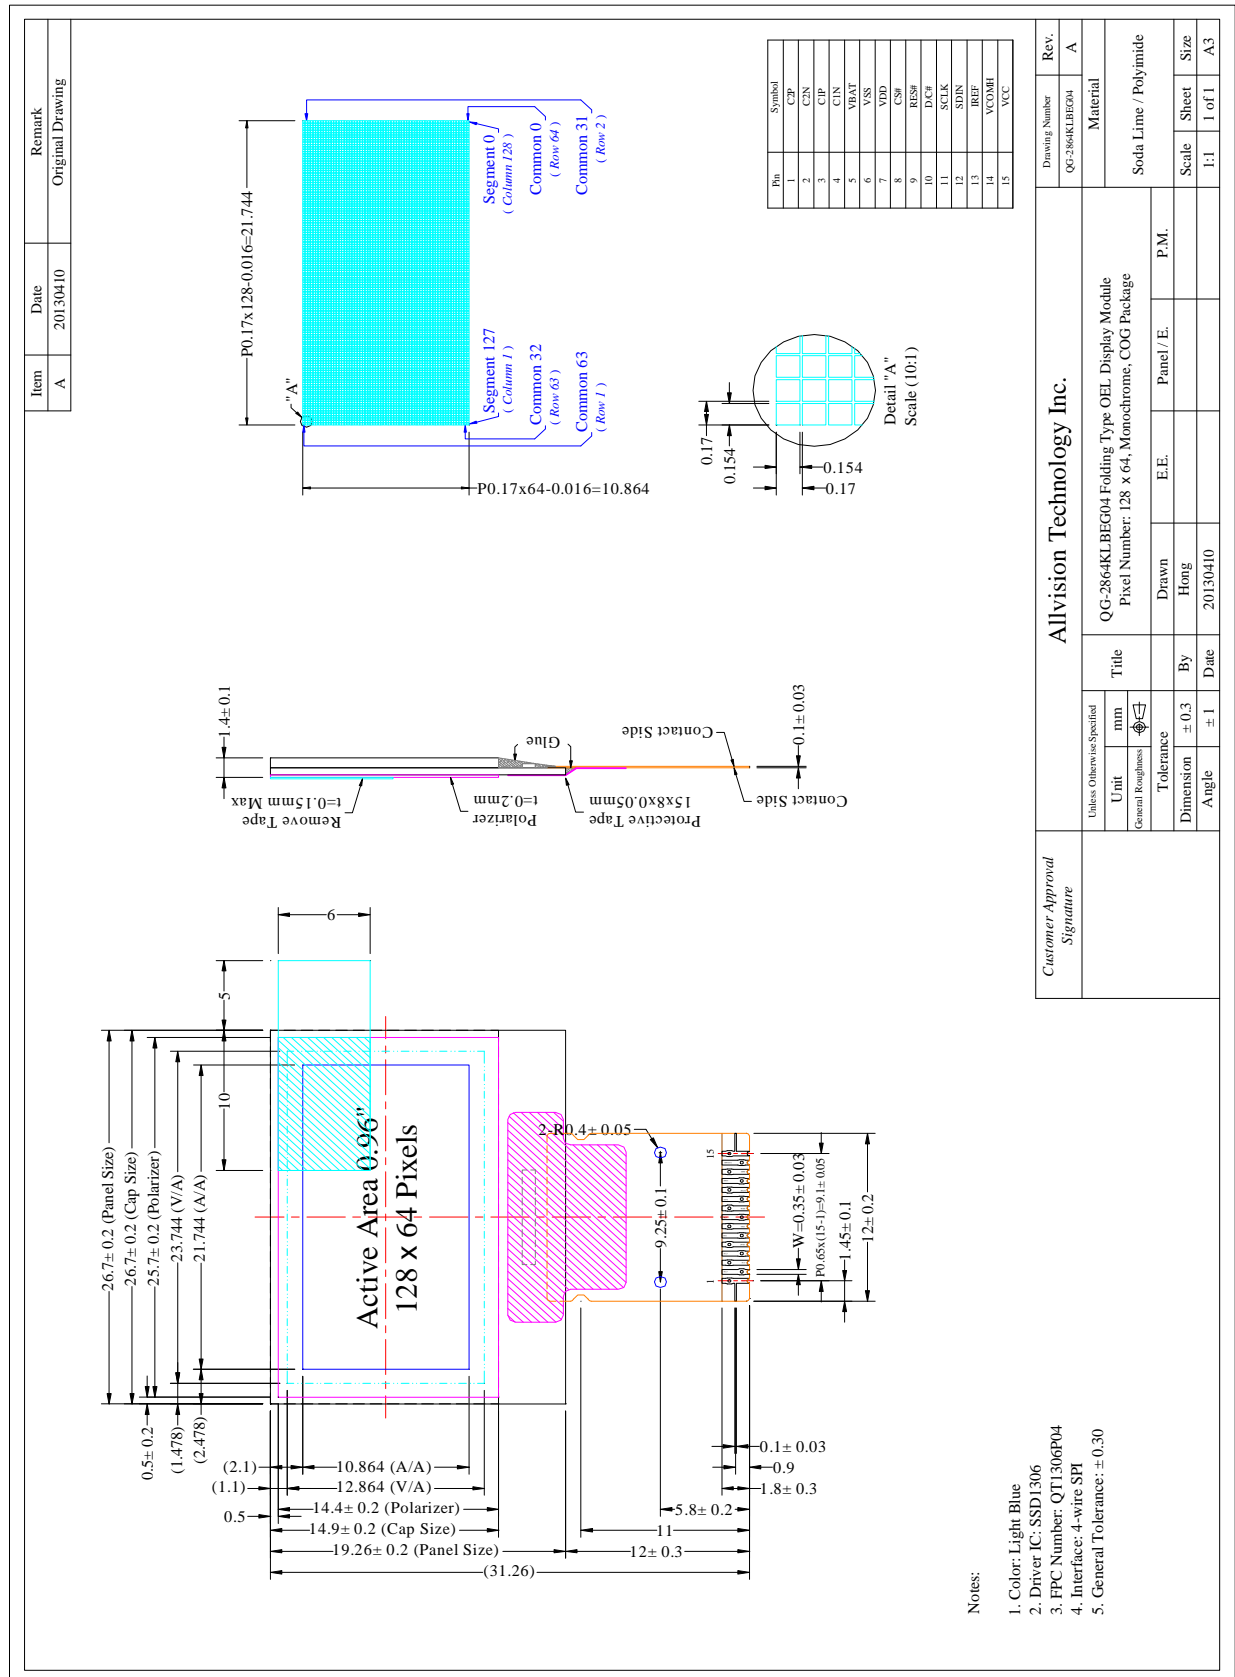 Item Date Remark
A 20130410 Original Drawing
26.7± 0.2 (Panel Size)
26.7± 0.2 (Cap Size)
25.7± 0.2 (Polarizer)
23.744 (V/A)
21.744 (A/A)
0.5± 0.2
(1.478)
(2.478)
10
5
6
Active Area 0.96"
128 x 64 Pixels
(2.1)
10.864 (A/A)
(1.1)
12.864 (V/A)
0.5
14.4± 0.2 (Polarizer)
14.9± 0.2 (Cap Size)
19.26± 0.2 (Panel Size)
12± 0.3
(31.26)
2-R0.4± 0.05
9.25± 0.1
15
1
W=0.35± 0.03
P0.65x(15-1)=9.1± 0.05
1.45± 0.1
12± 0.2
0.1± 0.03
0.9
1.8± 0.3
5.8± 0.2
11
1.4± 0.1
Remove Tape
t=0.15mm Max
Polarizer
t=0.2mm
Protective Tape
15x8x0.05mm
Glue
Contact Side
Contact Side
0.1± 0.03
P0.17x128-0.016=21.744
"A"
P0.17x64-0.016=10.864
Segment 127
( Column 1 )
Common 32
( Row 63 )
Common 63
( Row 1 )
Segment 0
( Column 128 )
Common 0
( Row 64 )
Common 31
( Row 2 )
0.17
0.154
0.154
0.17
Detail "A"
Scale (10:1)
Pin Symbol
1 C2P
2 C2N
3 C1P
4 C1N
5 VBAT
6 VSS
7 VDD
8 CS#
9 RES#
10 D/C#
11 SCLK
12 SDIN
13 IREF
14 VCOMH
15 VCC
Notes:
1. Color: Light Blue
2. Driver IC: SSD1306
3. FPC Number: QT1306P04
4. Interface: 4-wire SPI
5. General Tolerance: ± 0.30
Customer Approval
Signature
Allvision Technology Inc.
Drawing Number Rev.
QG-2864KLBEG04 A
Unless Otherwise Specified
Unit mm
General Roughness
Tolerance
Dimension ± 0.3
Angle ± 1
Title
QG-2864KLBEG04 Folding Type OEL Display Module
Pixel Number: 128 x 64, Monochrome, COG Package
Material
Soda Lime / Polyimide
Drawn E.E. Panel / E. P.M.
By Hong
Date 20130410
Scale Sheet Size
1:1 1 of 1 A3